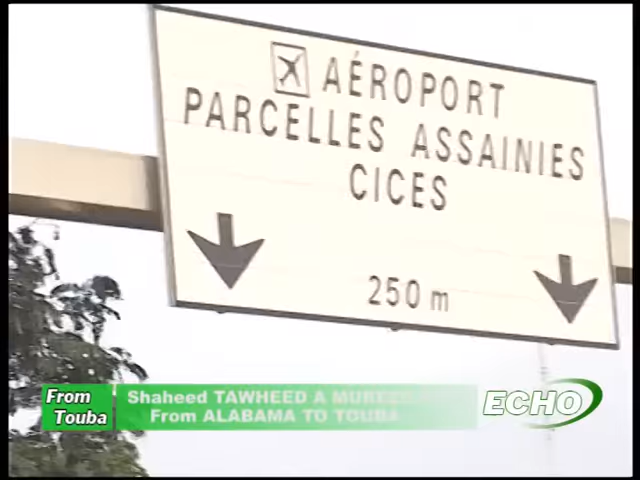 AÉROPORT
PARCELLES ASSAINIES
CICES
250 m
From
Touba
Shaheed TAWHEED A
From ALABAMA TO TOUBA
ECHO